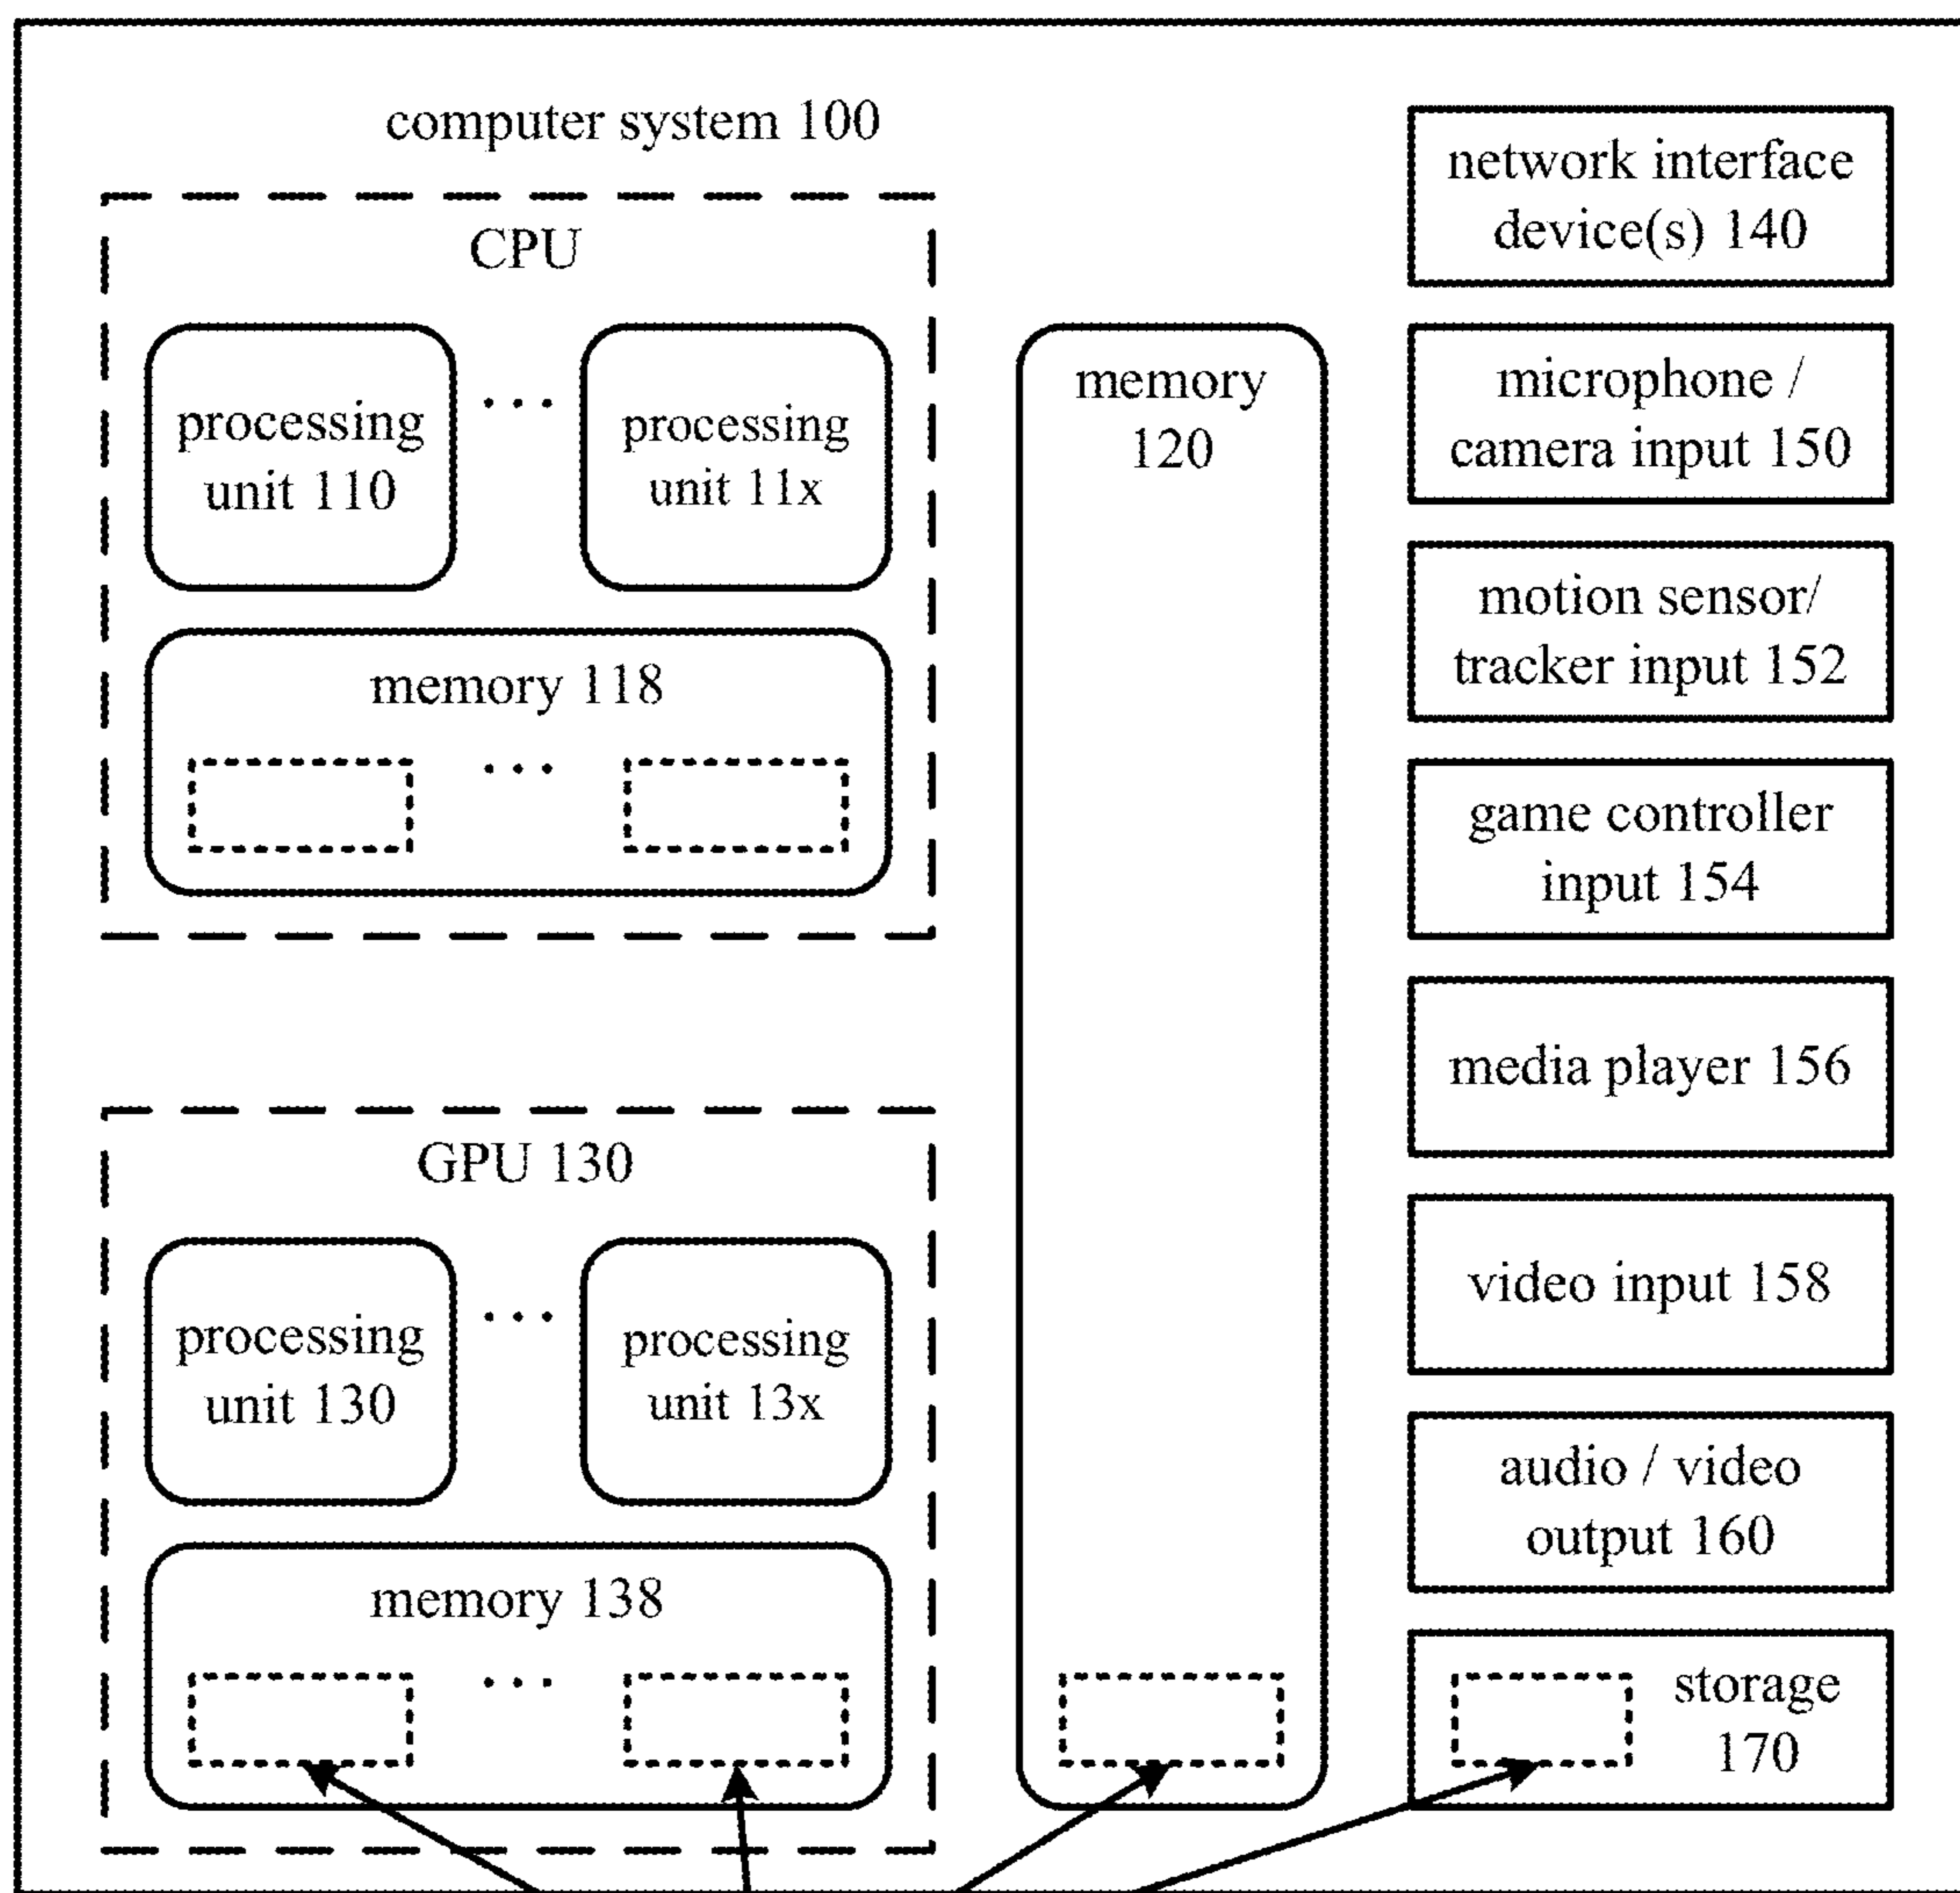 computer system 100
CPU
processing
unit 110
...
processing
unit 11x
memory 118
...
GPU 130
processing
unit 130
...
processing
unit 13x
memory 138
...
memory
120
network interface
device(s) 140
microphone /
camera input 150
motion sensor/
tracker input 152
game controller
input 154
media player 156
video input 158
audio / video
output 160
storage
170